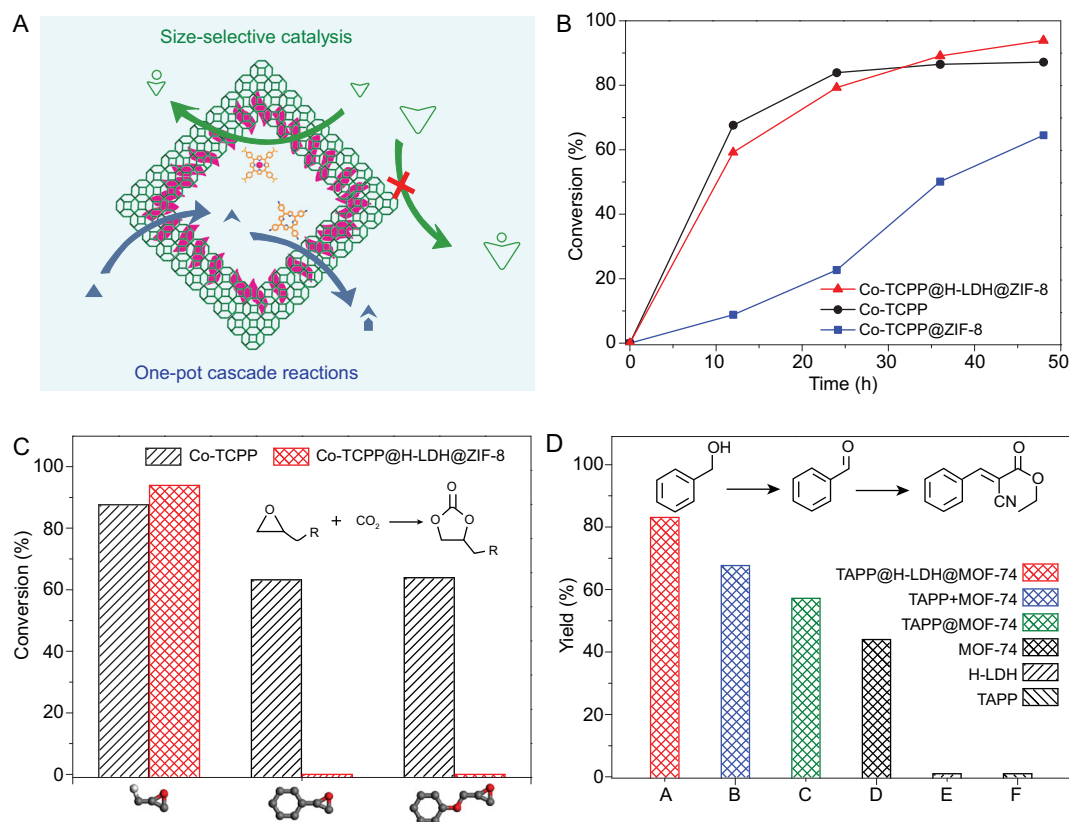 A
Size-selective catalysis
One-pot cascade reactions
B
Conversion (%)
100
80
60
40
20
0
Co-TCPP@H-LDH@ZIF-8
Co-TCPP
Co-TCPP@ZIF-8
0 10 20 30 40 50
Time (h)
C
Conversion (%)
100
80
60
40
20
0
Co-TCPP Co-TCPP@H-LDH@ZIF-8
O
R
+ CO2
O
O O
R
D
Yield (%)
100
80
60
40
20
0
OH
O
O
O
CN
TAPP@H-LDH@MOF-74
TAPP+MOF-74
TAPP@MOF-74
MOF-74
H-LDH
TAPP
A B C D E F